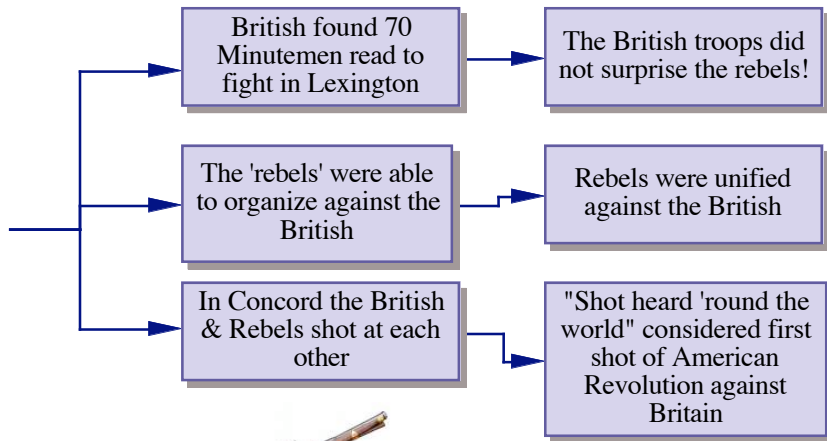 British found 70
Minutemen read to
fight in Lexington
The British troops did
not surprise the rebels!
The 'rebels' were able
to organize against the
British
Rebels were unified
against the British
In Concord the British
& Rebels shot at each
other
"Shot heard 'round the
world" considered first
shot of American
Revolution against
Britain